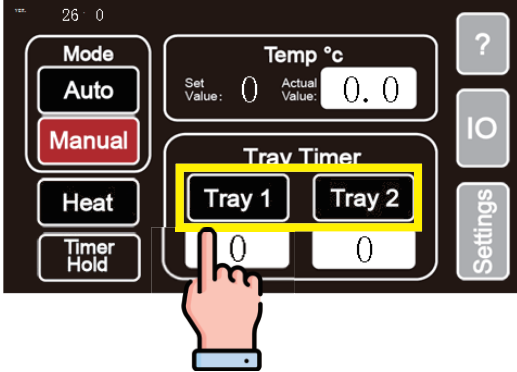 26 0
Mode
Auto
Manual
Heat
Timer
Hold
Temp °c
Set
Value: 0
Actual
Value: 0.0
Tray Timer
Tray 1
Tray 2
0
0
?
IO
Settings